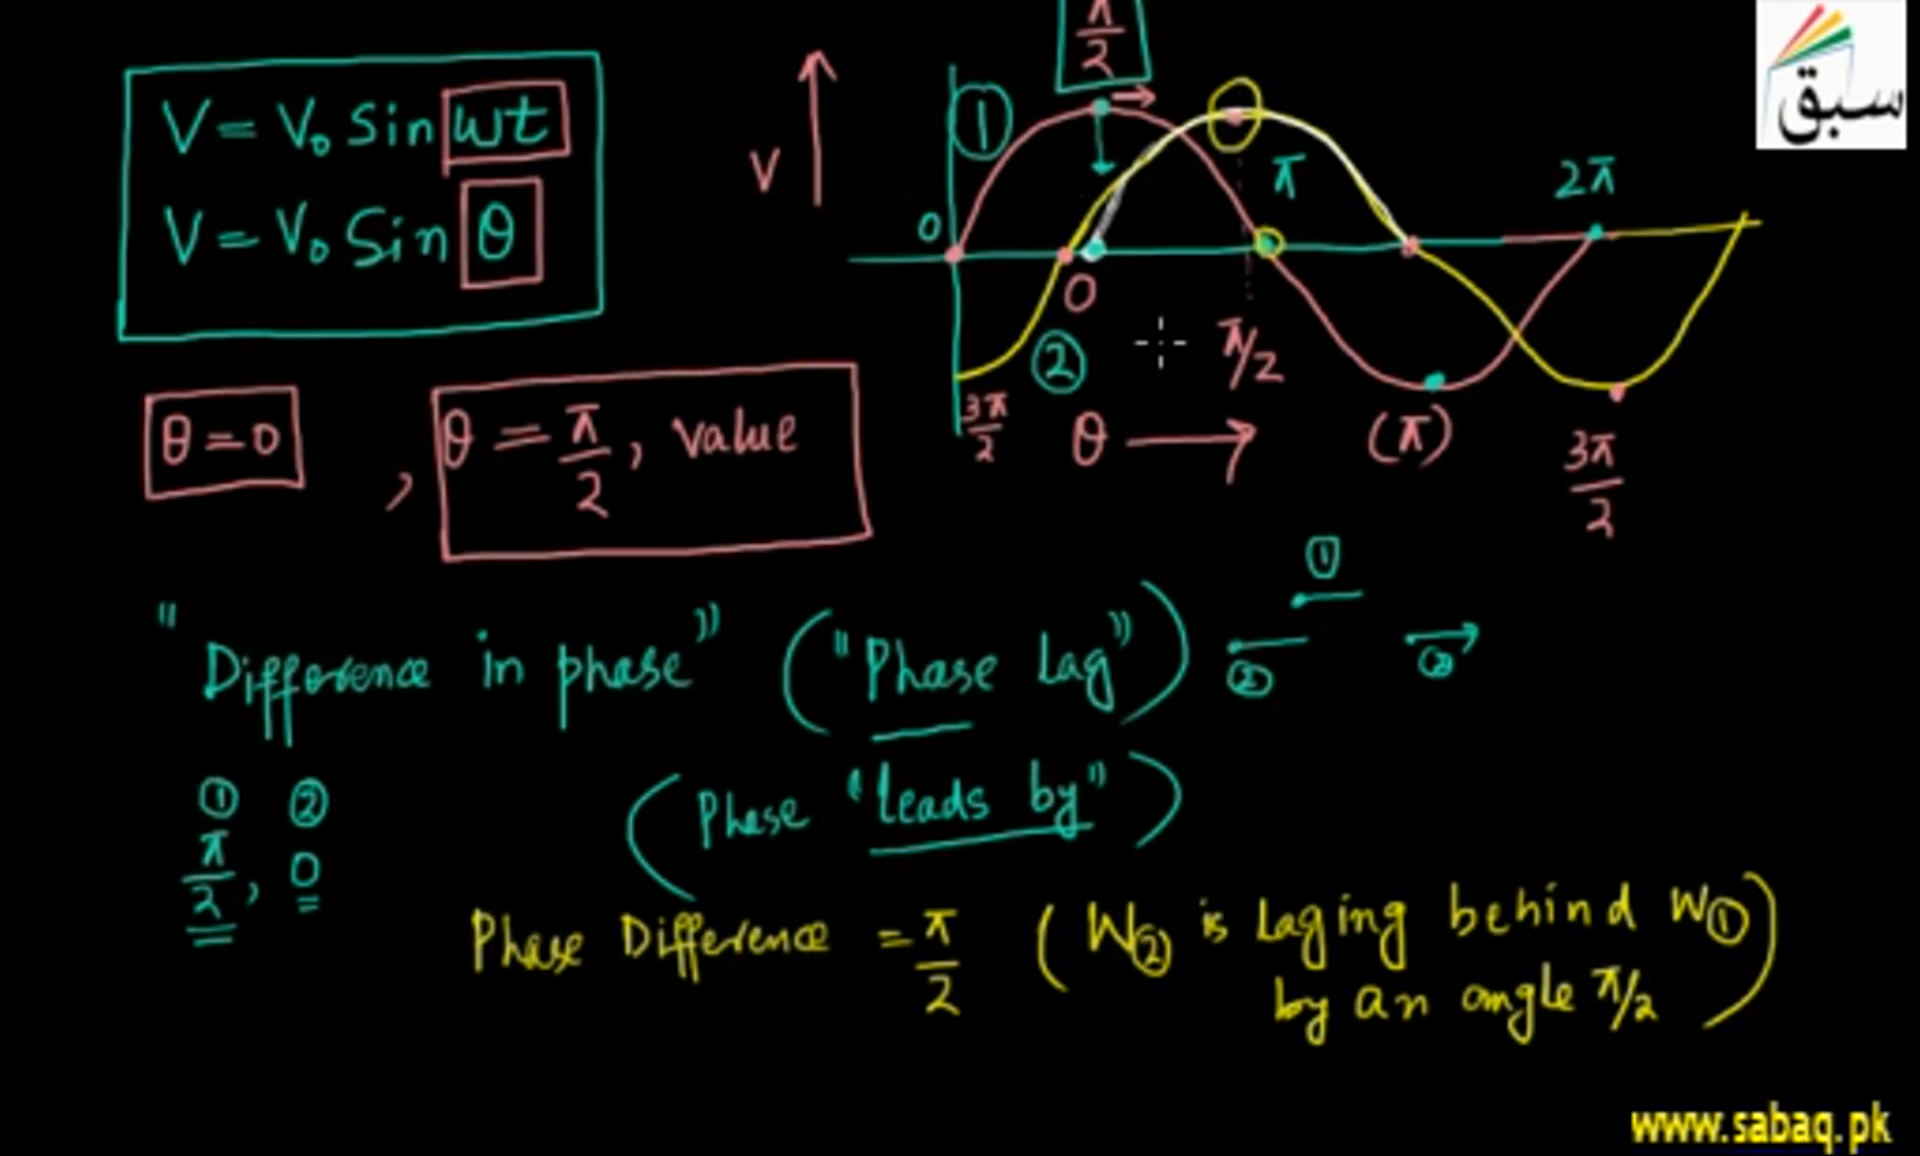 π/2
V = V₀ Sin ωt
V = V₀ Sin θ
V
①
0
π
2π
سبق
0
②
π/2
3π/2
θ
(π)
3π/2
θ = 0 , θ = π/2, value
①
② ②
"Difference in phase" ("Phase Lag")
① ②
π/2, 0
(Phase "leads by")
Phase Difference = π/2 (W② is Laging behind W①
by an angle π/2)
www.sabaq.pk